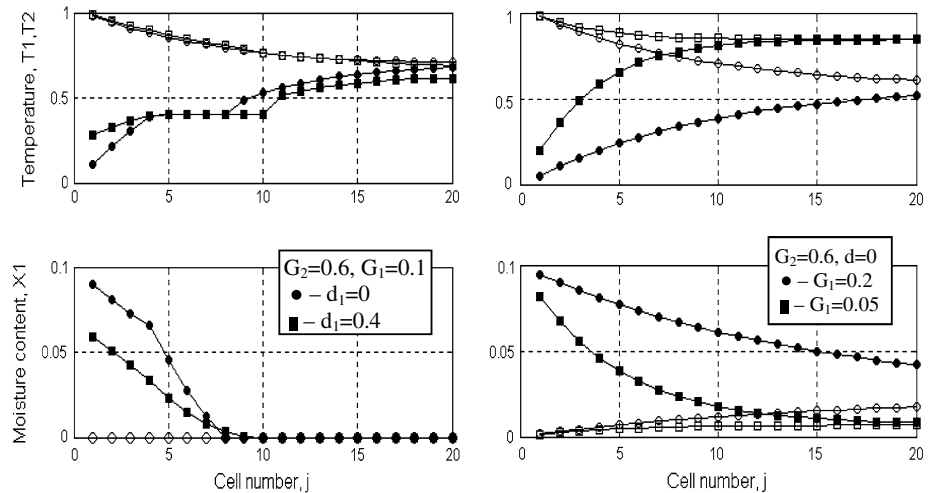 Temperature, T1,T2
1
0.5
0
0 5 10 15 20
1
0.5
0
0 5 10 15 20
Moisture content, X1
0.1
0.05
0
0 5 10 15 20
Cell number, j
G2=0.6, G1=0.1
● – d1=0
■ – d1=0.4
0.1
0.05
0
0 5 10 15 20
Cell number, j
G2=0.6, d=0
● – G1=0.2
■ – G1=0.05